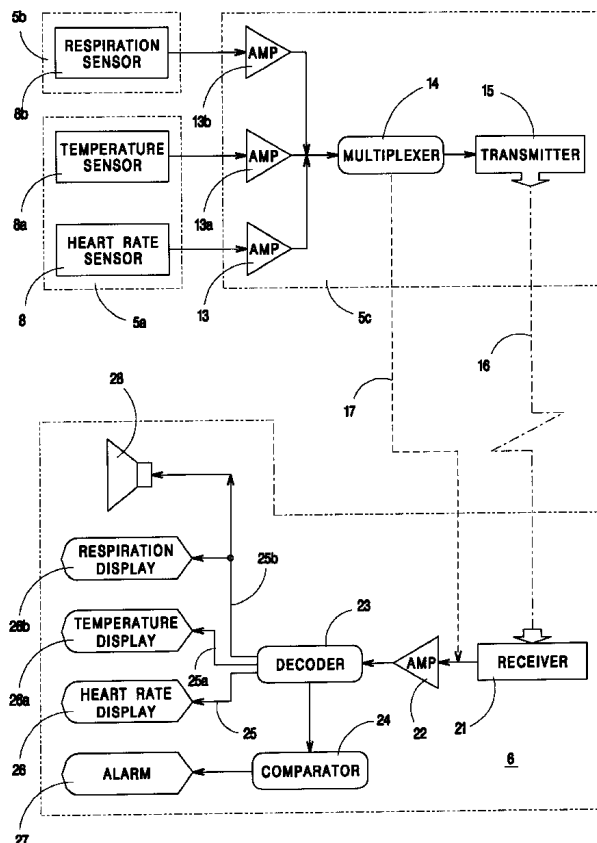 5b
RESPIRATION
SENSOR
8b
AMP
13b
14
15
TEMPERATURE
SENSOR
8a
AMP
13a
MULTIPLEXER
TRANSMITTER
HEART RATE
SENSOR
8
5a
AMP
13
5c
16
17
28
RESPIRATION
DISPLAY
26b
25b
23
TEMPERATURE
DISPLAY
26a
25a
DECODER
AMP
22
RECEIVER
21
HEART RATE
DISPLAY
26
25
24
6
ALARM
27
COMPARATOR